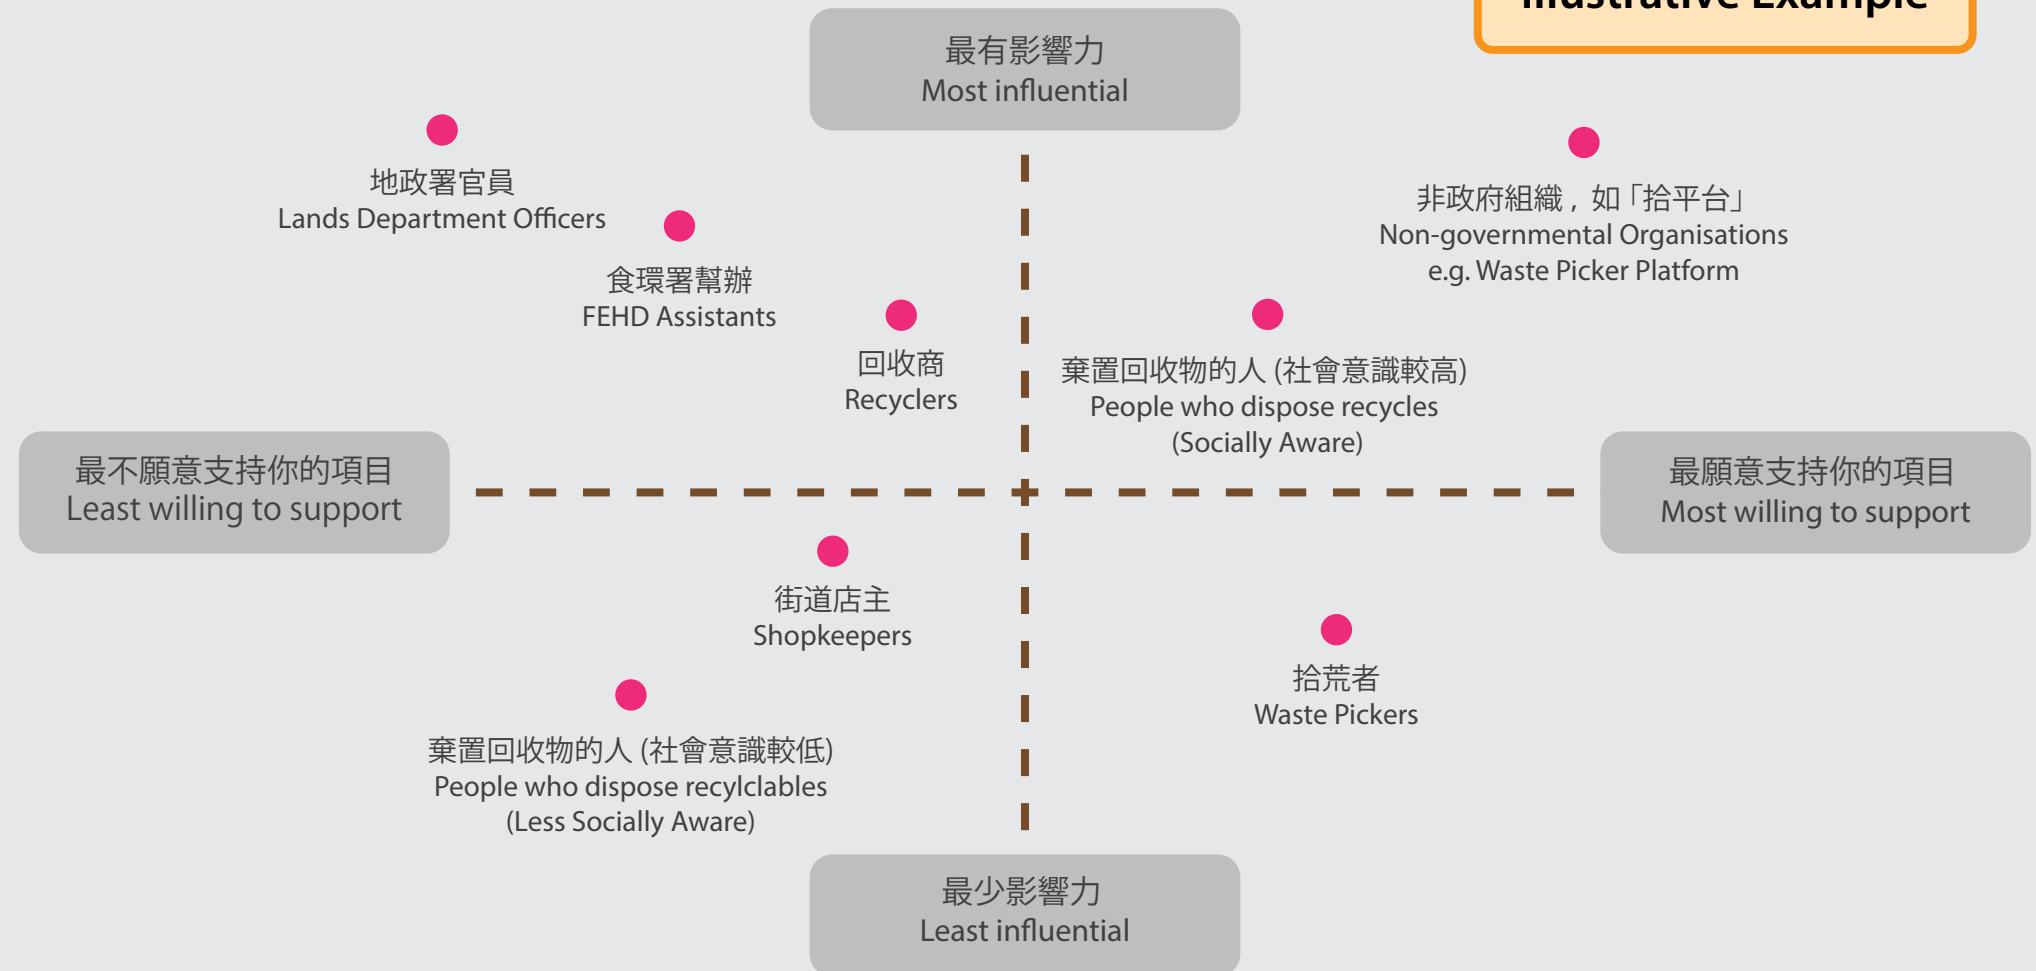 Illustrative Example
最有影響力
Most influential
地政署官員
Lands Department Officers
非政府組織，如「拾平台」
Non-governmental Organisations
e.g. Waste Picker Platform
食環署幫辦
FEHD Assistants
回收商
Recyclers
棄置回收物的人 (社會意識較高)
People who dispose recycles
(Socially Aware)
最不願意支持你的項目
Least willing to support
最願意支持你的項目
Most willing to support
街道店主
Shopkeepers
拾荒者
Waste Pickers
棄置回收物的人 (社會意識較低)
People who dispose recylclables
(Less Socially Aware)
最少影響力
Least influential